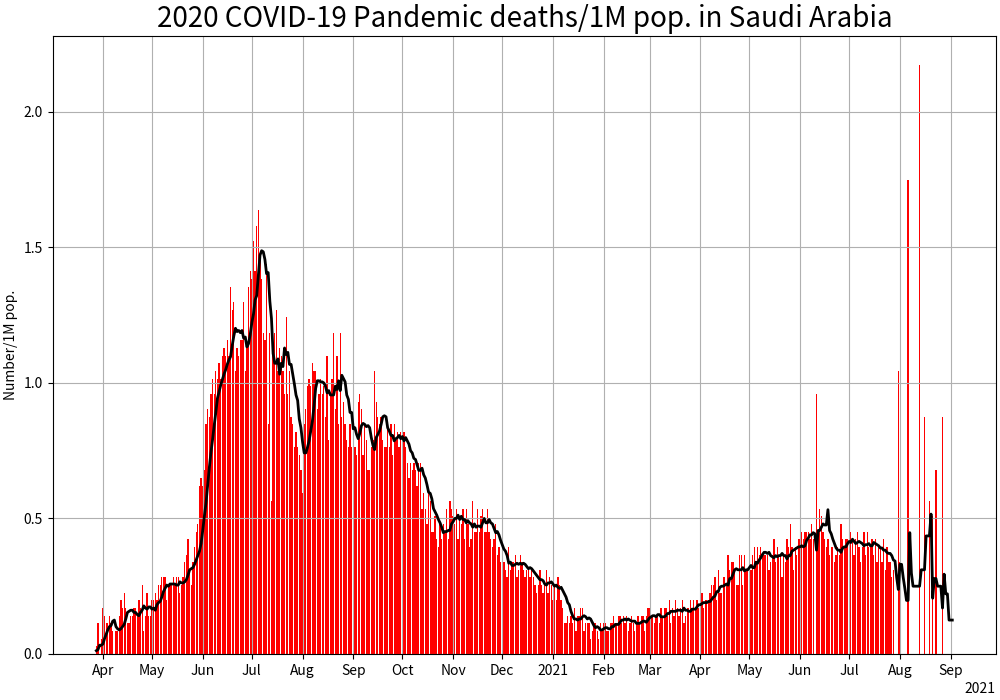 2020 COVID-19 Pandemic deaths/1M pop. in Saudi Arabia
Number/1M pop.
2.0
1.5
1.0
0.5
0.0
Apr May Jun Jul Aug Sep Oct Nov Dec 2021 Feb Mar Apr May Jun Jul Aug Sep
2021